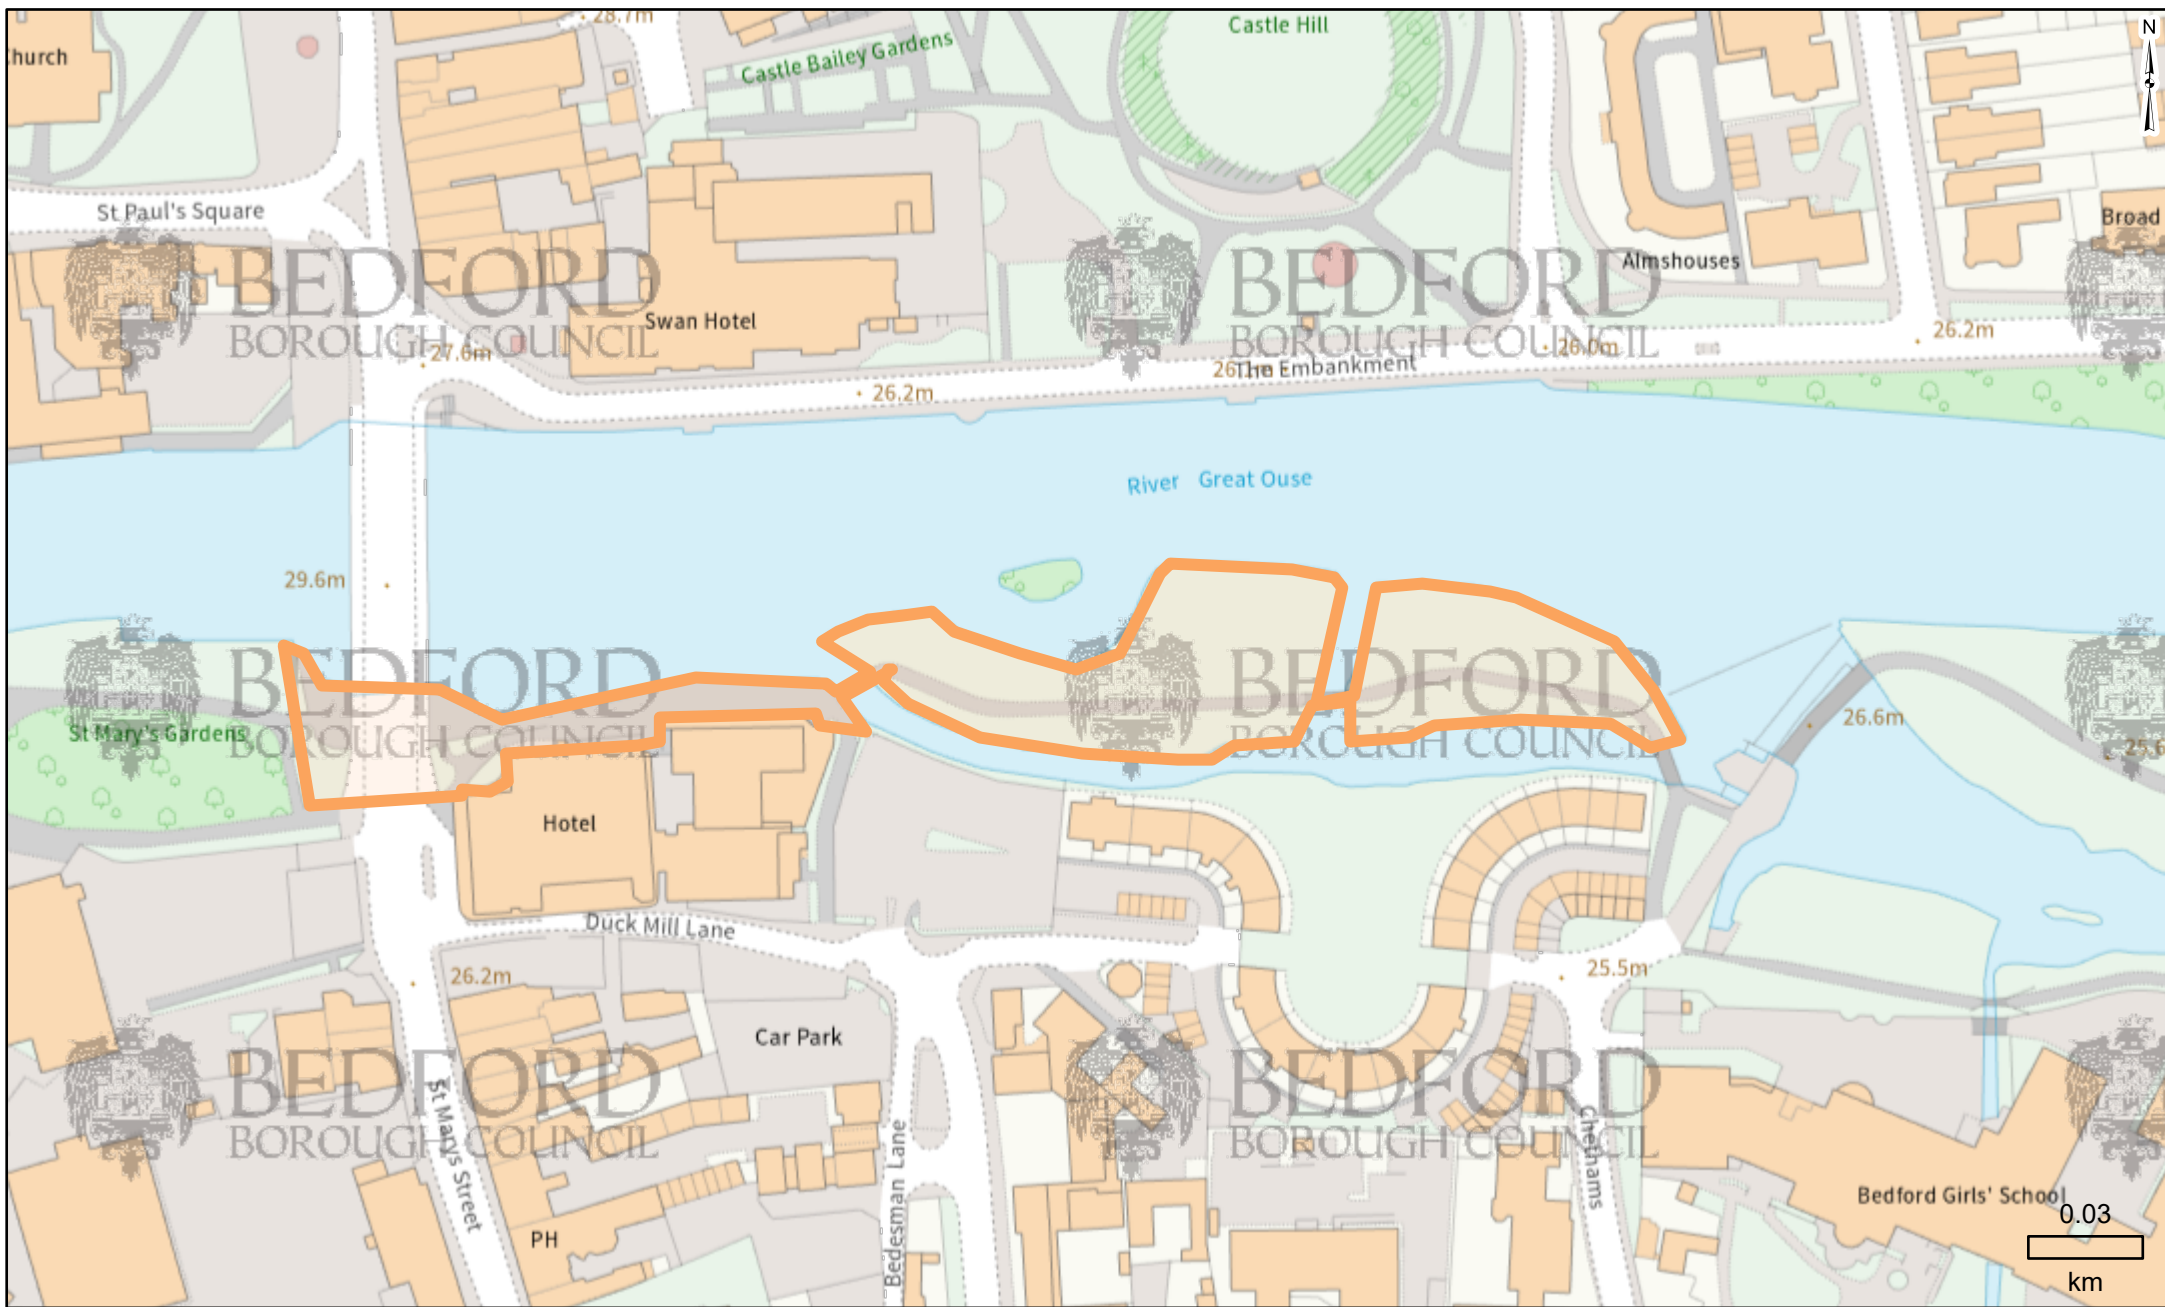 28.7m
Church
Castle Bailey Gardens
Castle Hill
N
St Paul's Square
Broad
BEDFORD
BOROUGH COUNCIL
BEDFORD
BOROUGH COUNCIL
Almshouses
Swan Hotel
27.6m
26.0m
26.2m
The Embankment
26.2m
River Great Ouse
29.6m
BEDFORD
BOROUGH COUNCIL
BEDFORD
BOROUGH COUNCIL
St Mary's Gardens
26.6m
Hotel
Duck Mill Lane
26.2m
25.5m
Car Park
BEDFORD
BOROUGH COUNCIL
BEDFORD
BOROUGH COUNCIL
St Marys Street
Bedesman Lane
Chethams
Bedford Girls' School
PH
0.03
km